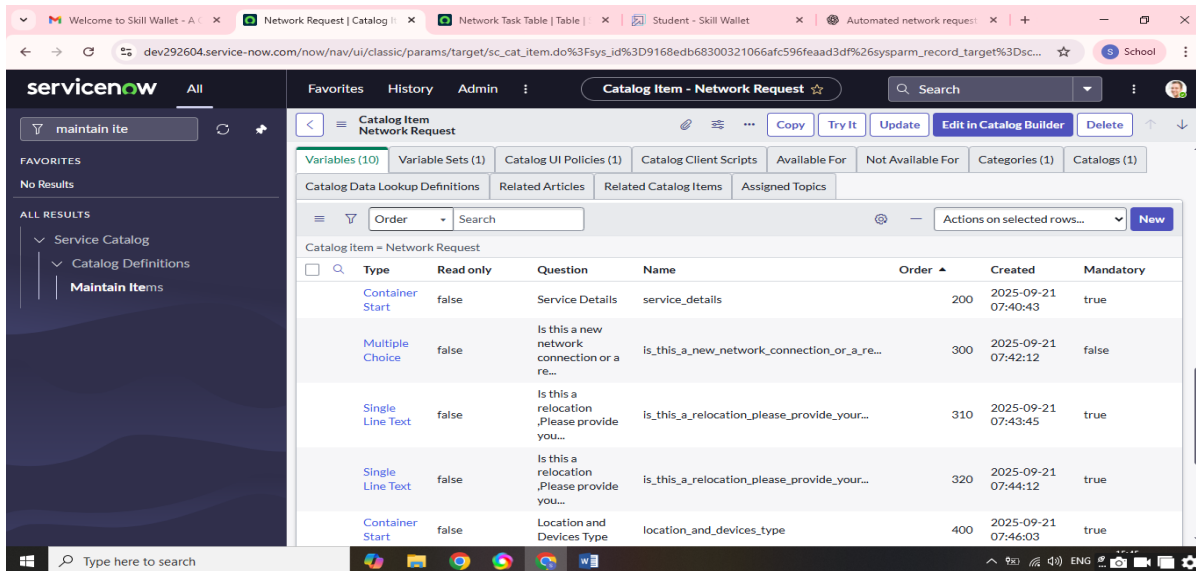 Welcome to Skill Wallet - A C
Network Request | Catalog It
Network Task Table | Table | S
Student - Skill Wallet
Automated network request
dev292604.service-now.com/now/nav/ui/classic/params/target/sc_cat_item.do%3Fsys_id%3D9168edb68300321066afc596feaad3df%26sysparm_record_target%3Dsc...
S School
servicenow All Favorites History Admin Catalog Item - Network Request Search
maintain ite
FAVORITES
No Results
ALL RESULTS
Service Catalog
Catalog Definitions
Maintain Items
Catalog Item
Network Request
Copy Try It Update Edit in Catalog Builder Delete
Variables (10) Variable Sets (1) Catalog UI Policies (1) Catalog Client Scripts Available For Not Available For Categories (1) Catalogs (1)
Catalog Data Lookup Definitions Related Articles Related Catalog Items Assigned Topics
Order Search Actions on selected rows... New
Catalog item = Network Request
Type Read only Question Name Order Created Mandatory
Container Start false Service Details service_details 200 2025-09-21 07:40:43 true
Multiple Choice false Is this a new network connection or a re... is_this_a_new_network_connection_or_a_re... 300 2025-09-21 07:42:12 false
Single Line Text false Is this a relocation ,Please provide you... is_this_a_relocation_please_provide_your... 310 2025-09-21 07:43:45 true
Single Line Text false Is this a relocation ,Please provide you... is_this_a_relocation_please_provide_your... 320 2025-09-21 07:44:12 true
Container Start false Location and Devices Type location_and_devices_type 400 2025-09-21 07:46:03 true
Type here to search
ENG